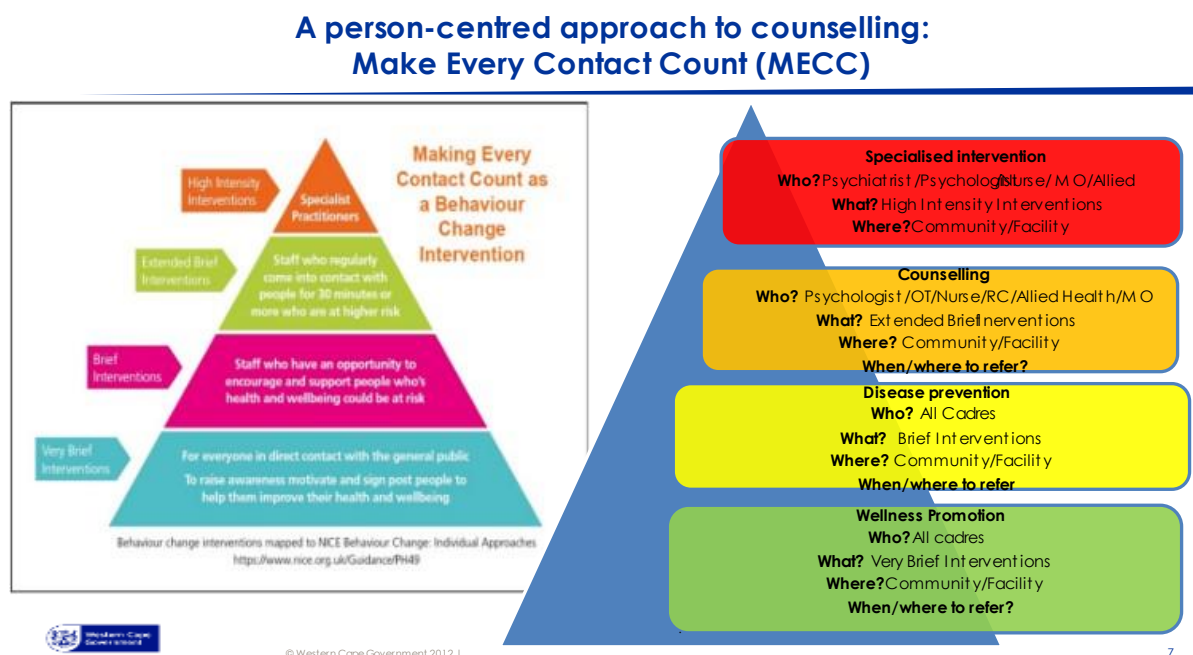 A person-centred approach to counselling:
Make Every Contact Count (MECC)
Making Every
Contact Count as
a Behaviour
Change
Intervention
High Intensity
Interventions
Specialist
Practitioners
Extended Brief
Interventions
Staff who regularly
come into contact with
people for 30 minutes or
more who are at higher risk
Brief
Interventions
Staff who have an opportunity to
encourage and support people who's
health and wellbeing could be at risk
Very Brief
Interventions
For everyone in direct contact with the general public
To raise awareness motivate and sign post people to
help them improve their health and wellbeing
Behaviour change interventions mapped to NICE Behaviour Change: Individual Approaches
https://www.nice.org.uk/Guidance/PH49
Specialised intervention
Who?Psychiatrist/Psychologist/Nurse/ MO/Allied
What? High Intensity Interventions
Where?Community/Facility
Counselling
Who? Psychologist/OT/Nurse/RC/Allied Health/MO
What? Extended Brief Inerventions
Where? Community/Facility
When/where to refer?
Disease prevention
Who? All Cadres
What? Brief Interventions
Where? Community/Facility
When/where to refer
Wellness Promotion
Who?All cadres
What? Very Brief Interventions
Where?Community/Facility
When/where to refer?
Western Cape
Government
© Western Cape Government 2012 |
7